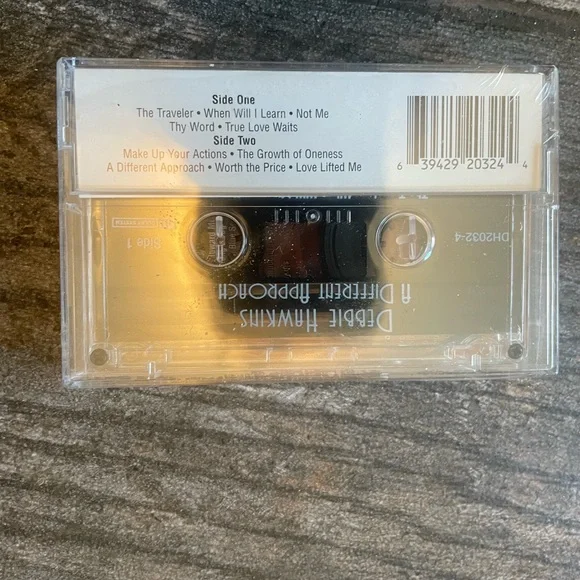 Side One
The Traveler • When Will I Learn • Not Me
Thy Word • True Love Waits
Side Two
Make Up Your Actions • The Growth of Oneness
A Different Approach • Worth the Price • Love Lifted Me
6 39429 20324 4
DH2032-4
Side 1
A DIFFERENT APPROACH
DEBBIE HAWKINS